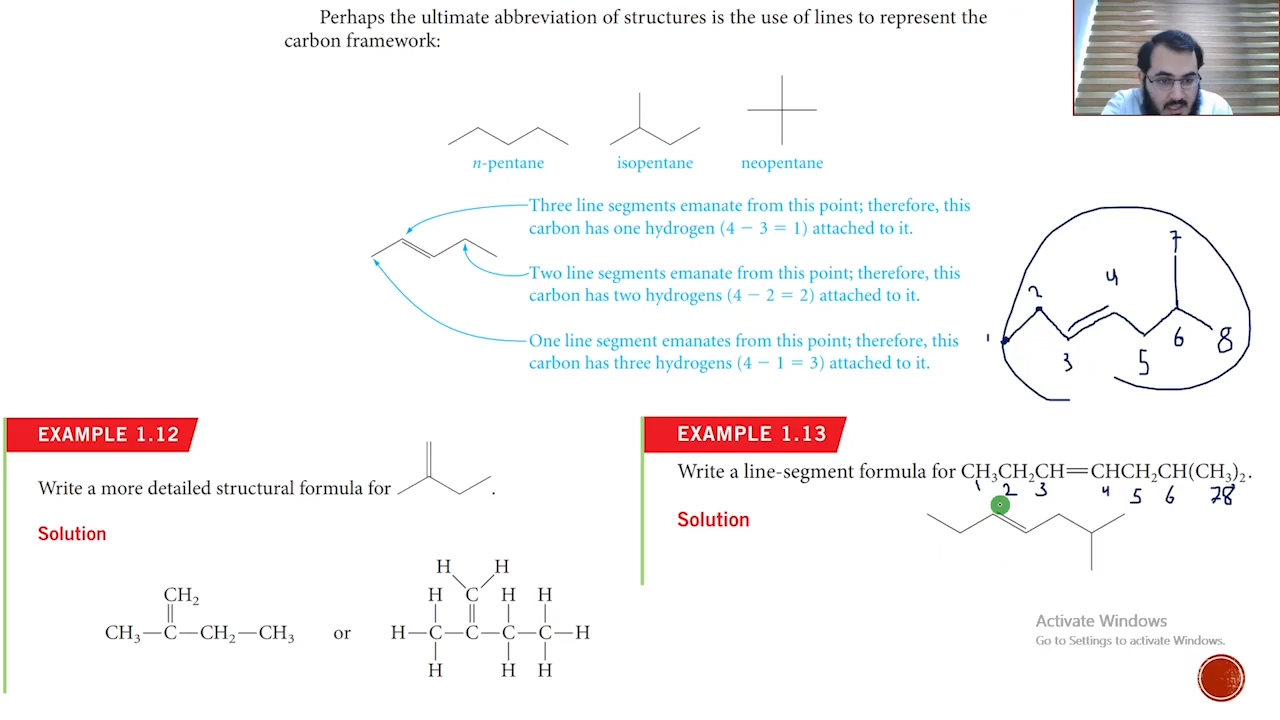 Perhaps the ultimate abbreviation of structures is the use of lines to represent the
carbon framework:
n-pentane
isopentane
neopentane
Three line segments emanate from this point; therefore, this
carbon has one hydrogen (4 − 3 = 1) attached to it.
Two line segments emanate from this point; therefore, this
carbon has two hydrogens (4 − 2 = 2) attached to it.
One line segment emanates from this point; therefore, this
carbon has three hydrogens (4 − 1 = 3) attached to it.
7
2 4
1 6 8
3 5
EXAMPLE 1.12
Write a more detailed structural formula for .
Solution
CH₂
CH₃—C—CH₂—CH₃ or
H H
H C H H
H—C—C—C—C—H
H H H
EXAMPLE 1.13
Write a line-segment formula for CH₃CH₂CH═CHCH₂CH(CH₃)₂.
1 2 3 4 5 6 78
Solution
Activate Windows
Go to Settings to activate Windows.